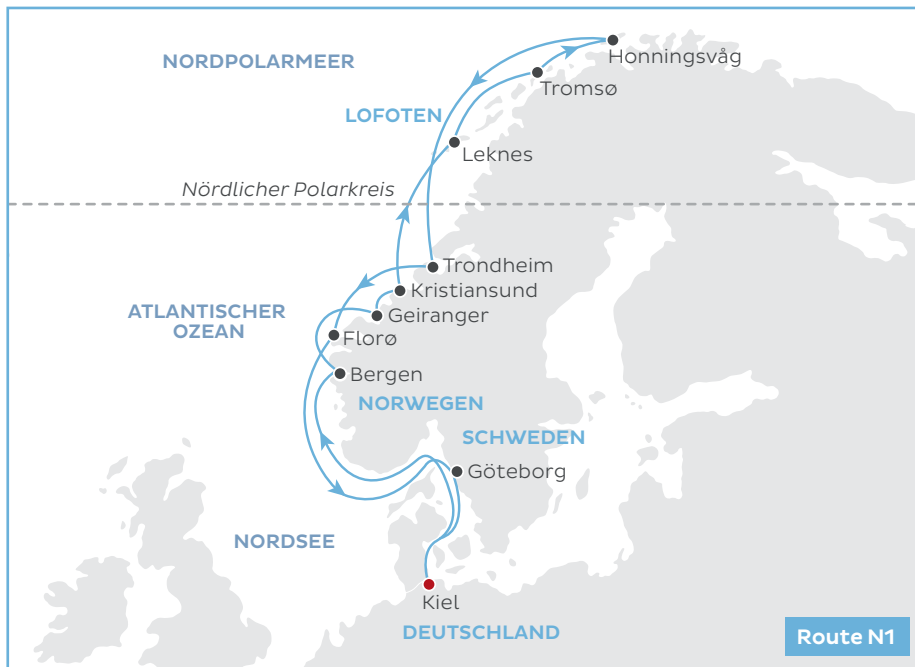 Honningsvåg
NORDPOLARMEER
Tromsø
LOFOTEN
Leknes
Nördlicher Polarkreis
Trondheim
Kristiansund
ATLANTISCHER
OZEAN
Geiranger
Florø
Bergen
NORWEGEN
SCHWEDEN
Göteborg
NORDSEE
Kiel
DEUTSCHLAND
Route N1